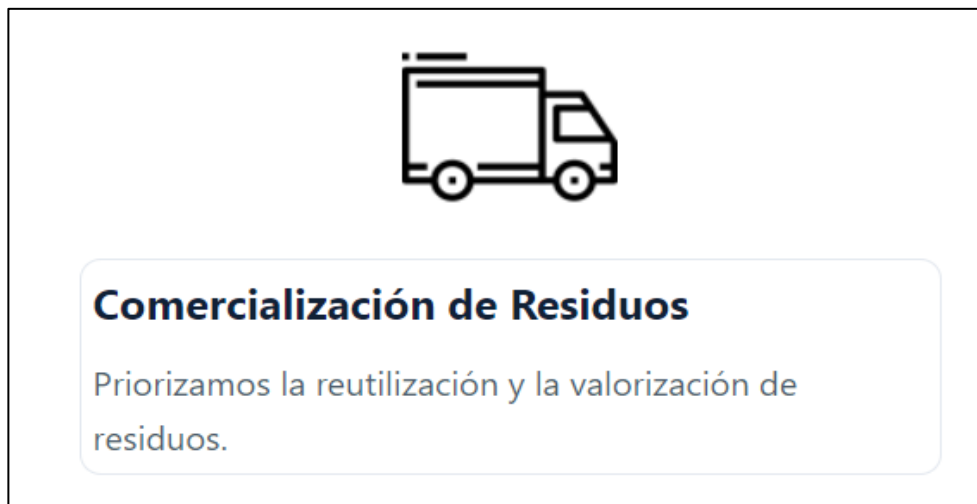 Comercialización de Residuos
Priorizamos la reutilización y la valorización de
residuos.